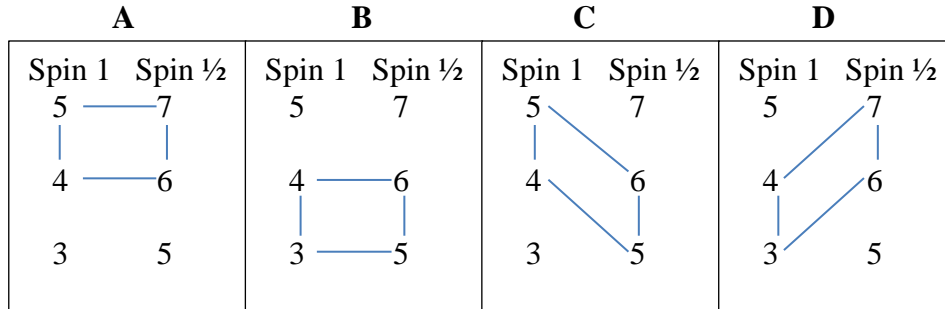 A B C D
Spin 1 Spin ½ Spin 1 Spin ½ Spin 1 Spin ½ Spin 1 Spin ½
5 7 5 7 5 7 5 7
4 6 4 6 4 6 4 6
3 5 3 5 3 5 3 5